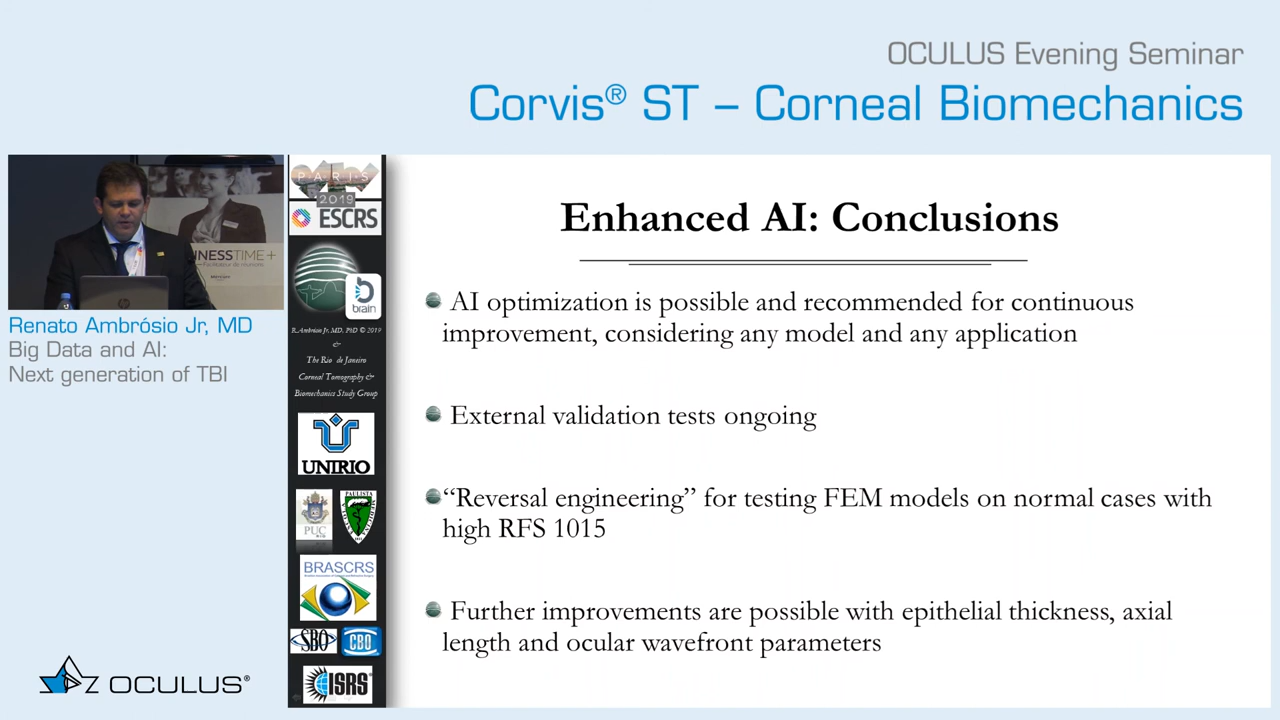 OCULUS Evening Seminar
Corvis® ST – Corneal Biomechanics
NESSTIME+
Renato Ambrósio Jr, MD
Big Data and AI:
Next generation of TBI
PARIS
2019
ESCRS
brain
R.Ambrósio Jr, MD, PhD © 2019
&
The Rio de Janeiro
Corneal Tomography &
Biomechanics Study Group
UNIRIO
PUC
PAULISTA
BRASCRS
SBO
CBO
ISRS
Enhanced AI: Conclusions
AI optimization is possible and recommended for continuous
improvement, considering any model and any application
External validation tests ongoing
“Reversal engineering” for testing FEM models on normal cases with
high RFS 1015
Further improvements are possible with epithelial thickness, axial
length and ocular wavefront parameters
OCULUS®